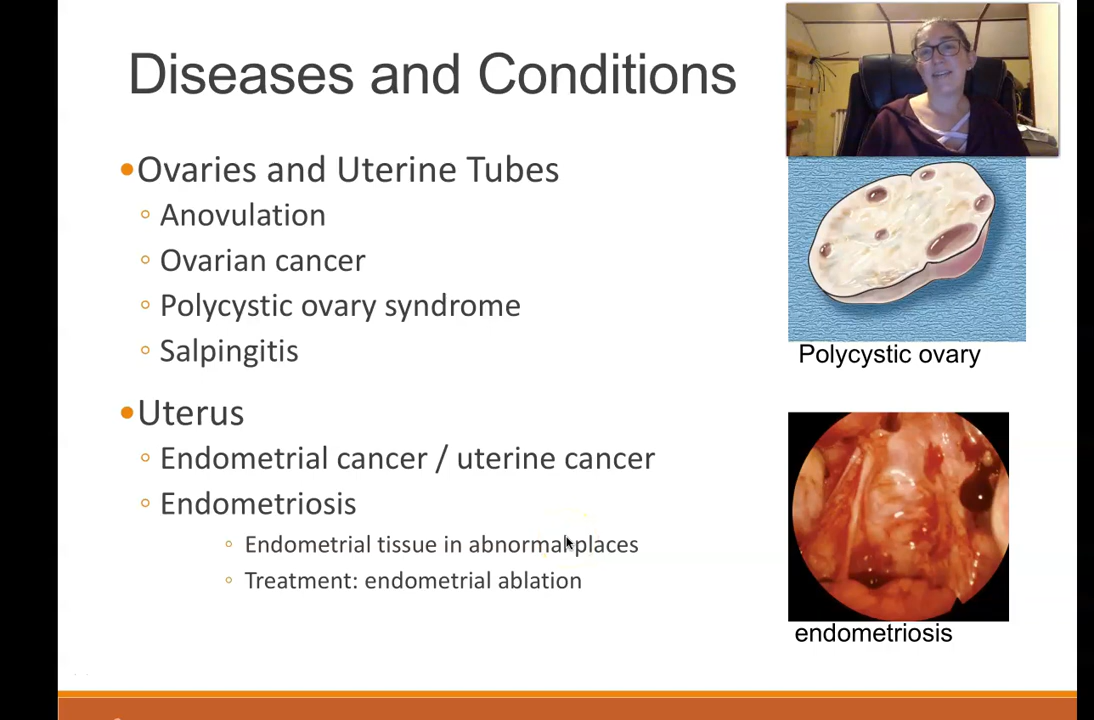 Diseases and Conditions
•Ovaries and Uterine Tubes
◦ Anovulation
◦ Ovarian cancer
◦ Polycystic ovary syndrome
◦ Salpingitis
•Uterus
◦ Endometrial cancer / uterine cancer
◦ Endometriosis
◦ Endometrial tissue in abnormal places
◦ Treatment: endometrial ablation
Polycystic ovary
endometriosis